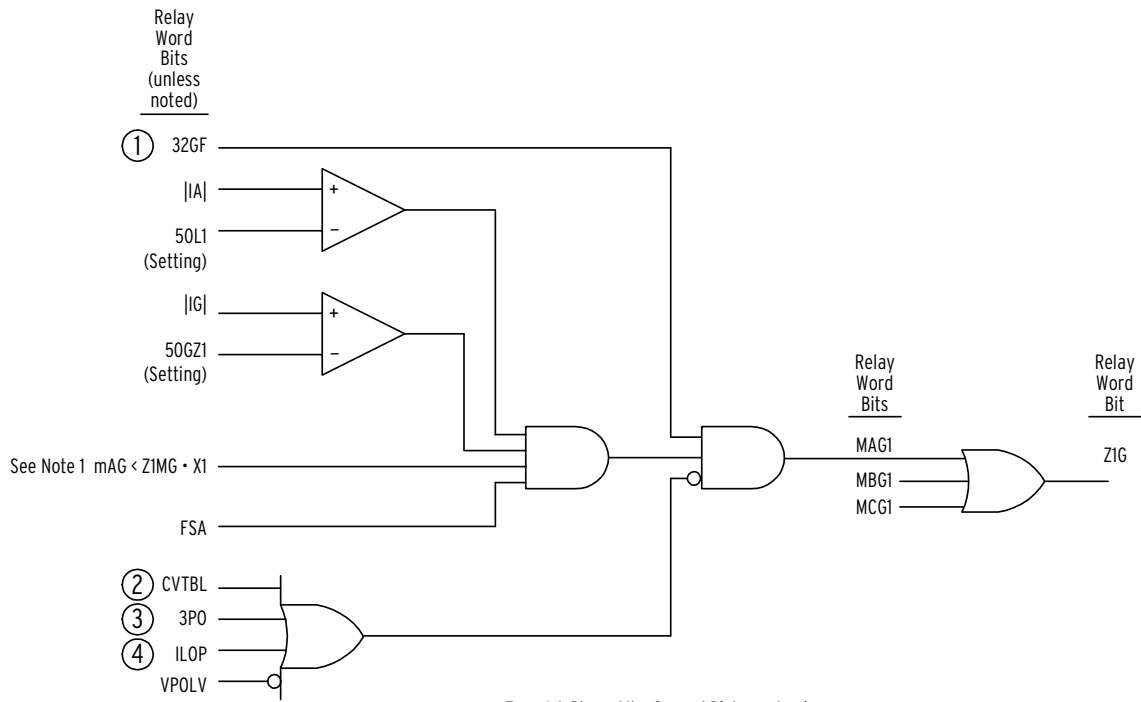 Relay
Word
Bits
(unless
noted)
① 32GF
|IA|
+
50L1
−
(Setting)
|IG|
+
50GZ1
−
(Setting)
See Note 1 mAG < Z1MG • X1
FSA
② CVTBL
③ 3PO
④ ILOP
VPOLV
Relay
Word
Bits
MAG1
MBG1
MCG1
Relay
Word
Bit
Z1G